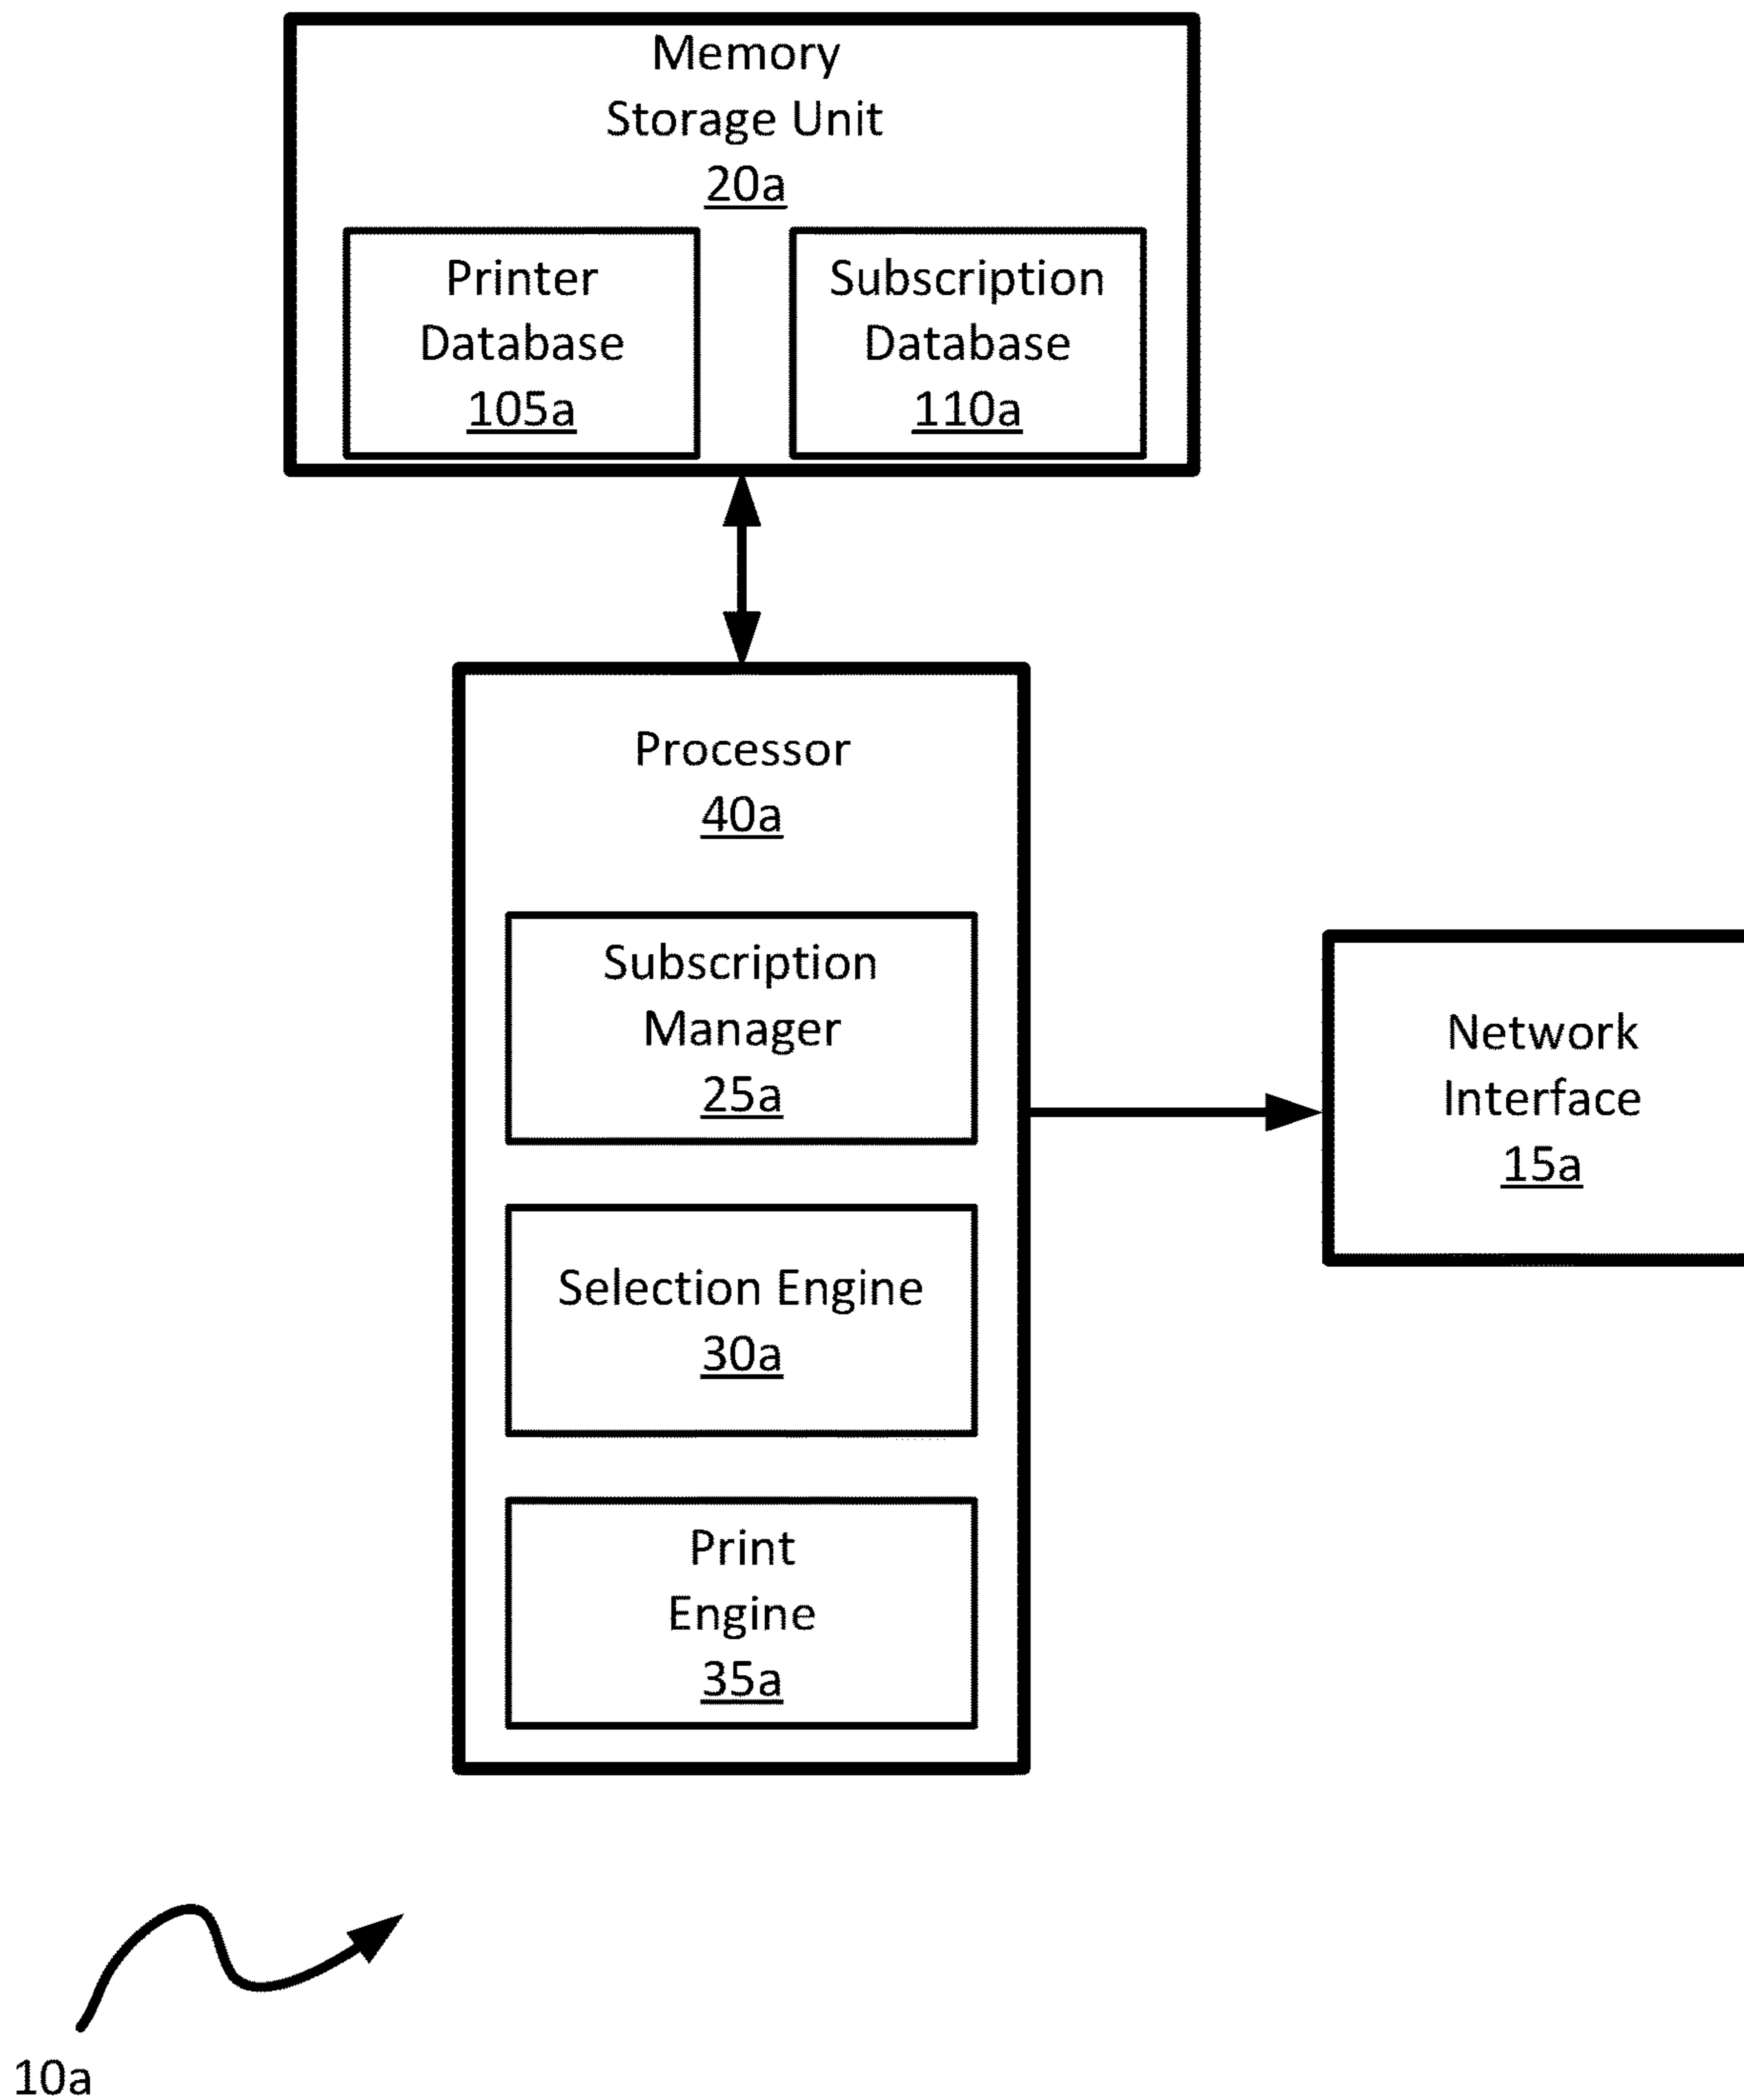 Memory
Storage Unit
20a
Printer
Database
105a
Subscription
Database
110a
Processor
40a
Subscription
Manager
25a
Network
Interface
15a
Selection Engine
30a
Print
Engine
35a
10a